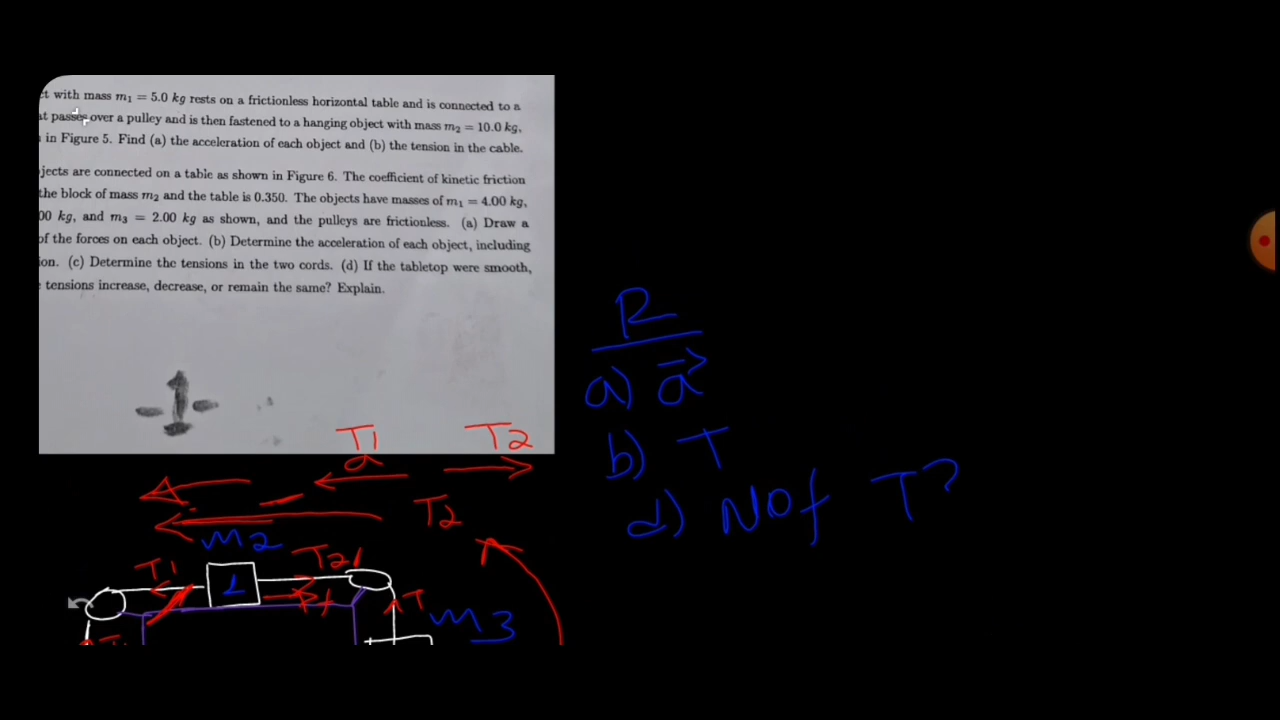 ct with mass m₁ = 5.0 kg rests on a frictionless horizontal table and is connected to a
at passes over a pulley and is then fastened to a hanging object with mass m₂ = 10.0 kg,
in Figure 5. Find (a) the acceleration of each object and (b) the tension in the cable.
jects are connected on a table as shown in Figure 6. The coefficient of kinetic friction
the block of mass m₂ and the table is 0.350. The objects have masses of m₁ = 4.00 kg,
00 kg, and m₃ = 2.00 kg as shown, and the pulleys are frictionless. (a) Draw a
of the forces on each object. (b) Determine the acceleration of each object, including
ion. (c) Determine the tensions in the two cords. (d) If the tabletop were smooth,
tensions increase, decrease, or remain the same? Explain.
-1-
R
a) a⃗
b) T
d) Nof T?
T1 T2
a
T2
m2
T1 T2
1
T
m3